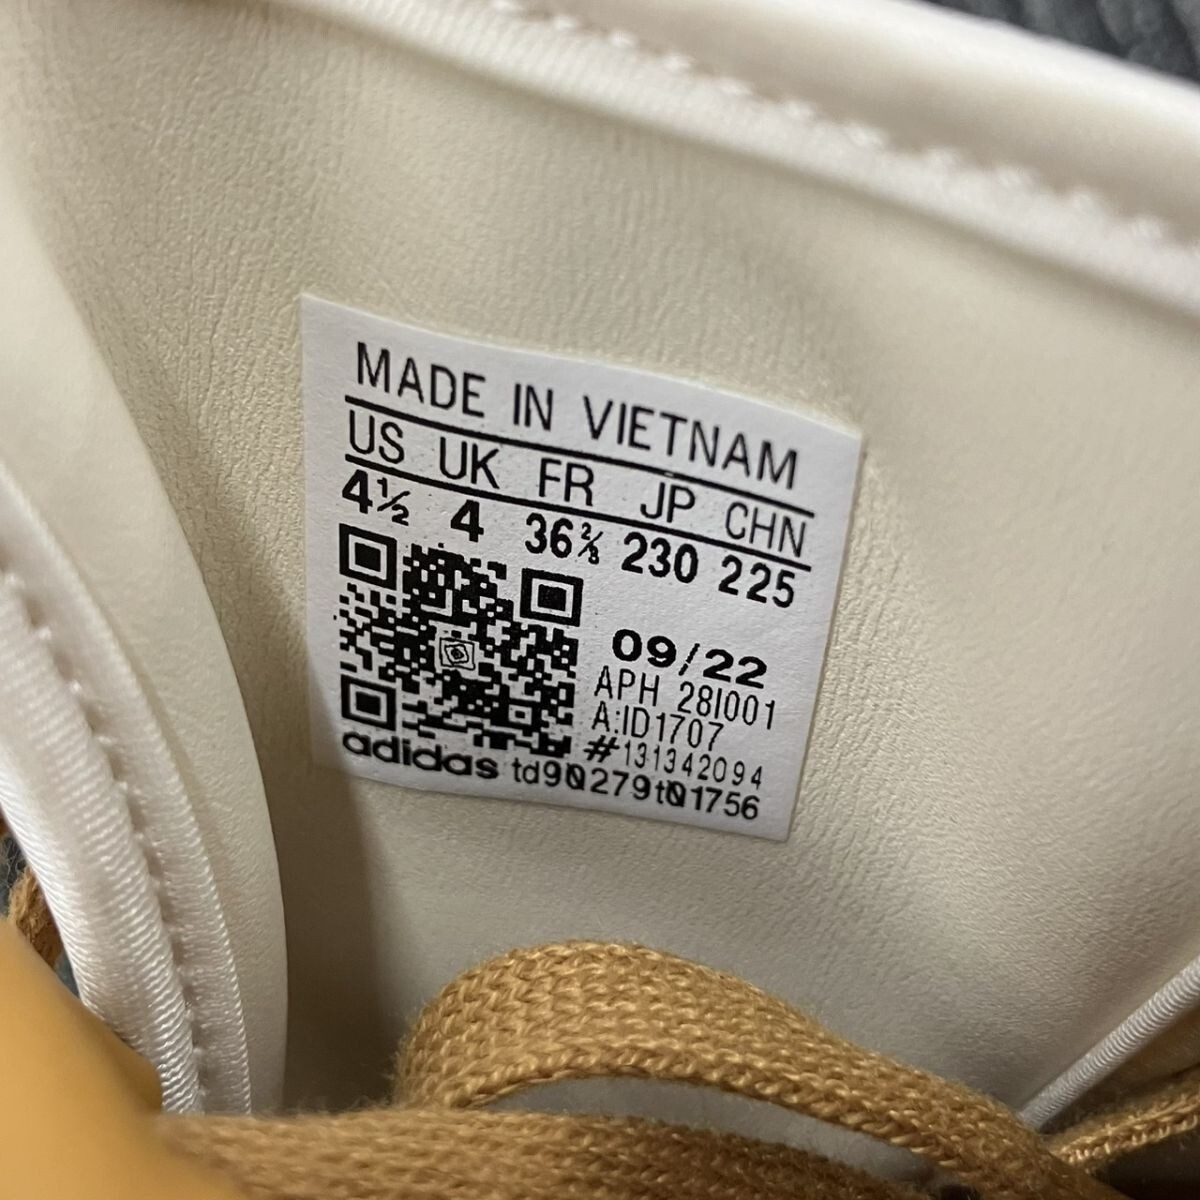 MADE IN VIETNAM
US UK FR JP CHN
4½ 4 36⅔ 230 225
09/22
APH 28I001
A:ID1707
#131342094
adidas td90279t01756